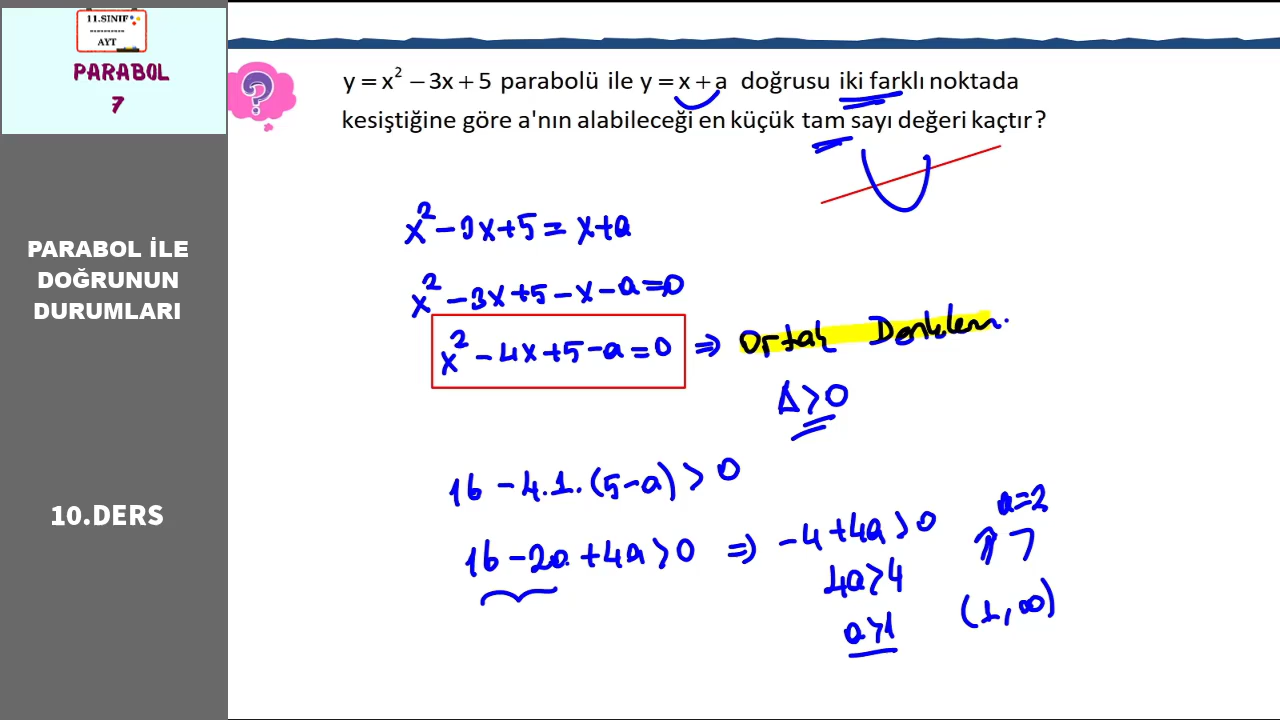 11.SINIF
----------
AYT
PARABOL
7
PARABOL İLE
DOĞRUNUN
DURUMLARI
10.DERS
?
y = x² − 3x + 5 parabolü ile y = x + a doğrusu iki farklı noktada
kesiştiğine göre a'nın alabileceği en küçük tam sayı değeri kaçtır?
x² − 3x + 5 = x + a
x² − 3x + 5 − x − a = 0
x² − 4x + 5 − a = 0 ⇒ Ortak Denklem.
Δ > 0
16 − 4.1.(5 − a) > 0
16 − 20 + 4a > 0 ⇒ −4 + 4a > 0
4a > 4
a > 1
a = 2
(1, ∞)